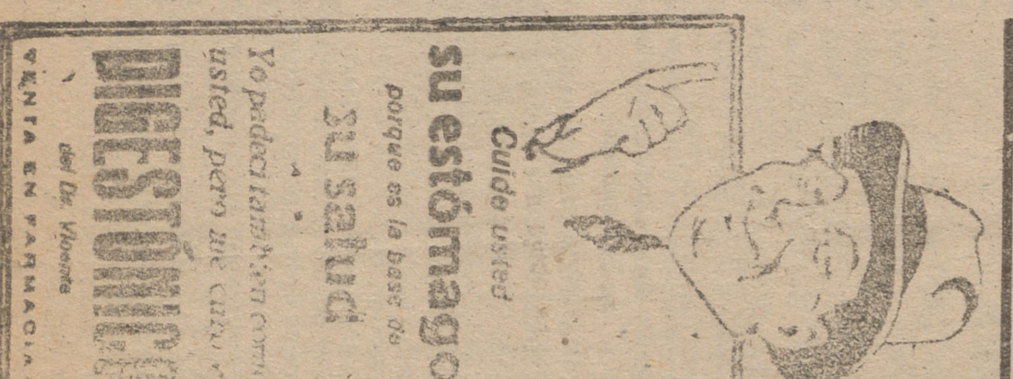 Cuide usted
su estómago
porque es la base de
su salud
Yo padecí también como
usted, pero me curó
DIGESTÓNICO
del Dr. Vicente
VENTA EN FARMACIA